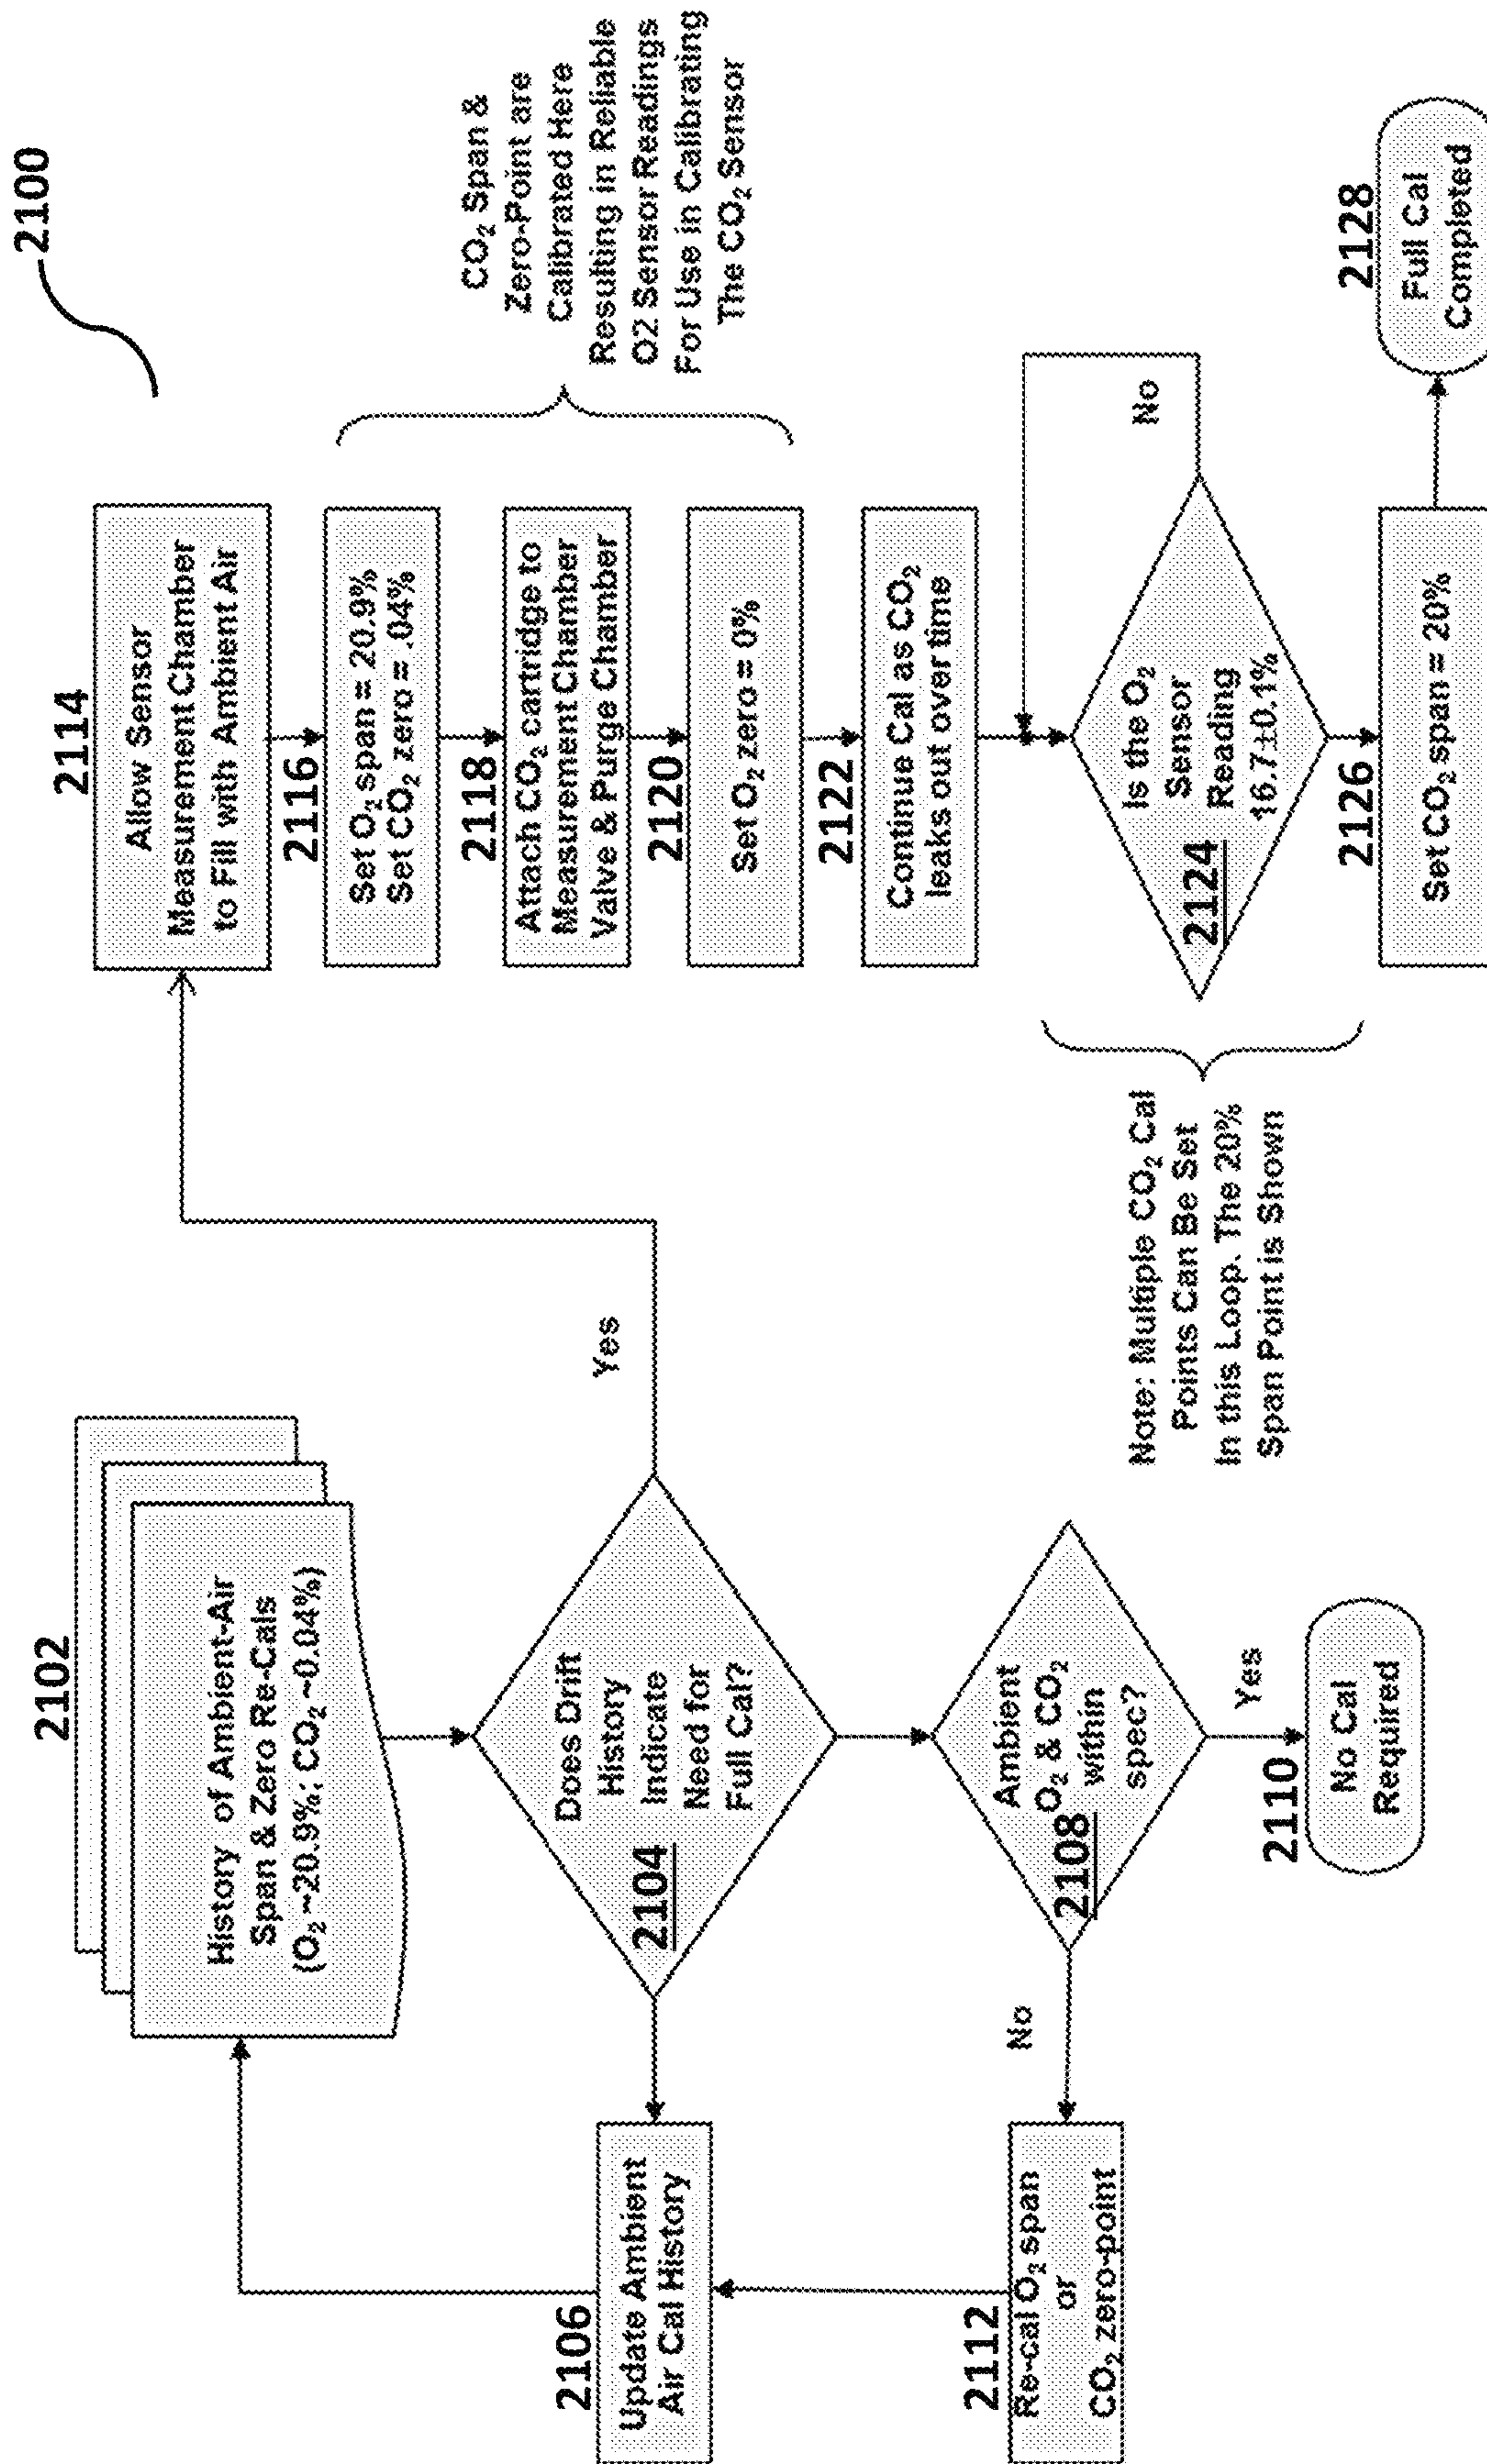 2100
2102
History of Ambient-Air
Span & Zero Re-Cals
(O₂ ~20.9%; CO₂ ~0.04%)
Does Drift
History
Indicate
Need for
Full Cal?
2104
Yes
2106
Update Ambient
Air Cal History
Ambient
O₂ & CO₂
within
spec?
2108
No
Yes
2110
No Cal
Required
2112
Re-cal O₂ span
or
CO₂ zero-point
2114
Allow Sensor
Measurement Chamber
to Fill with Ambient Air
2116
Set O₂ span = 20.9%
Set CO₂ zero = .04%
2118
Attach CO₂ cartridge to
Measurement Chamber
Valve & Purge Chamber
2120
Set O₂ zero = 0%
2122
Continue Cal as CO₂
leaks out over time
Is the O₂
Sensor
Reading
16.7±0.1%
2124
No
2126
Set CO₂ span = 20%
2128
Full Cal
Completed
CO₂ Span &
Zero-Point are
Calibrated Here
Resulting in Reliable
O2 Sensor Readings
For Use in Calibrating
The CO₂ Sensor
Note: Multiple CO₂ Cal
Points Can Be Set
In this Loop. The 20%
Span Point is Shown